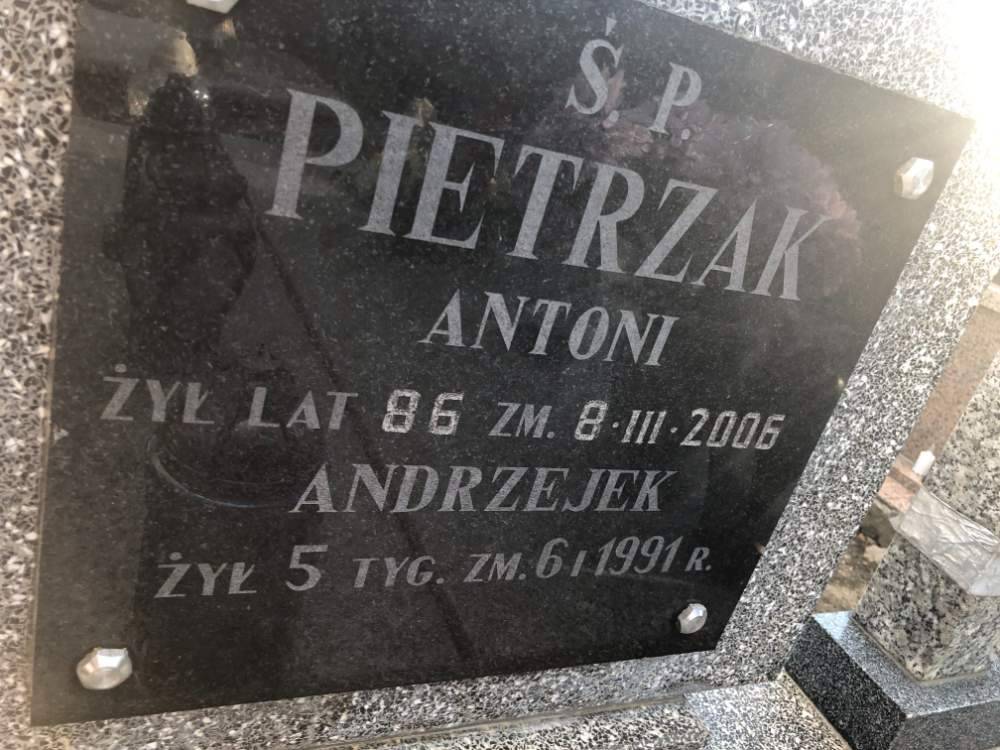 Ś. P.
PIETRZAK
ANTONI
ŻYŁ LAT 86 ZM. 8·III·2006
ANDRZEJEK
ŻYŁ 5 TYG. ZM. 6 I 1991 R.